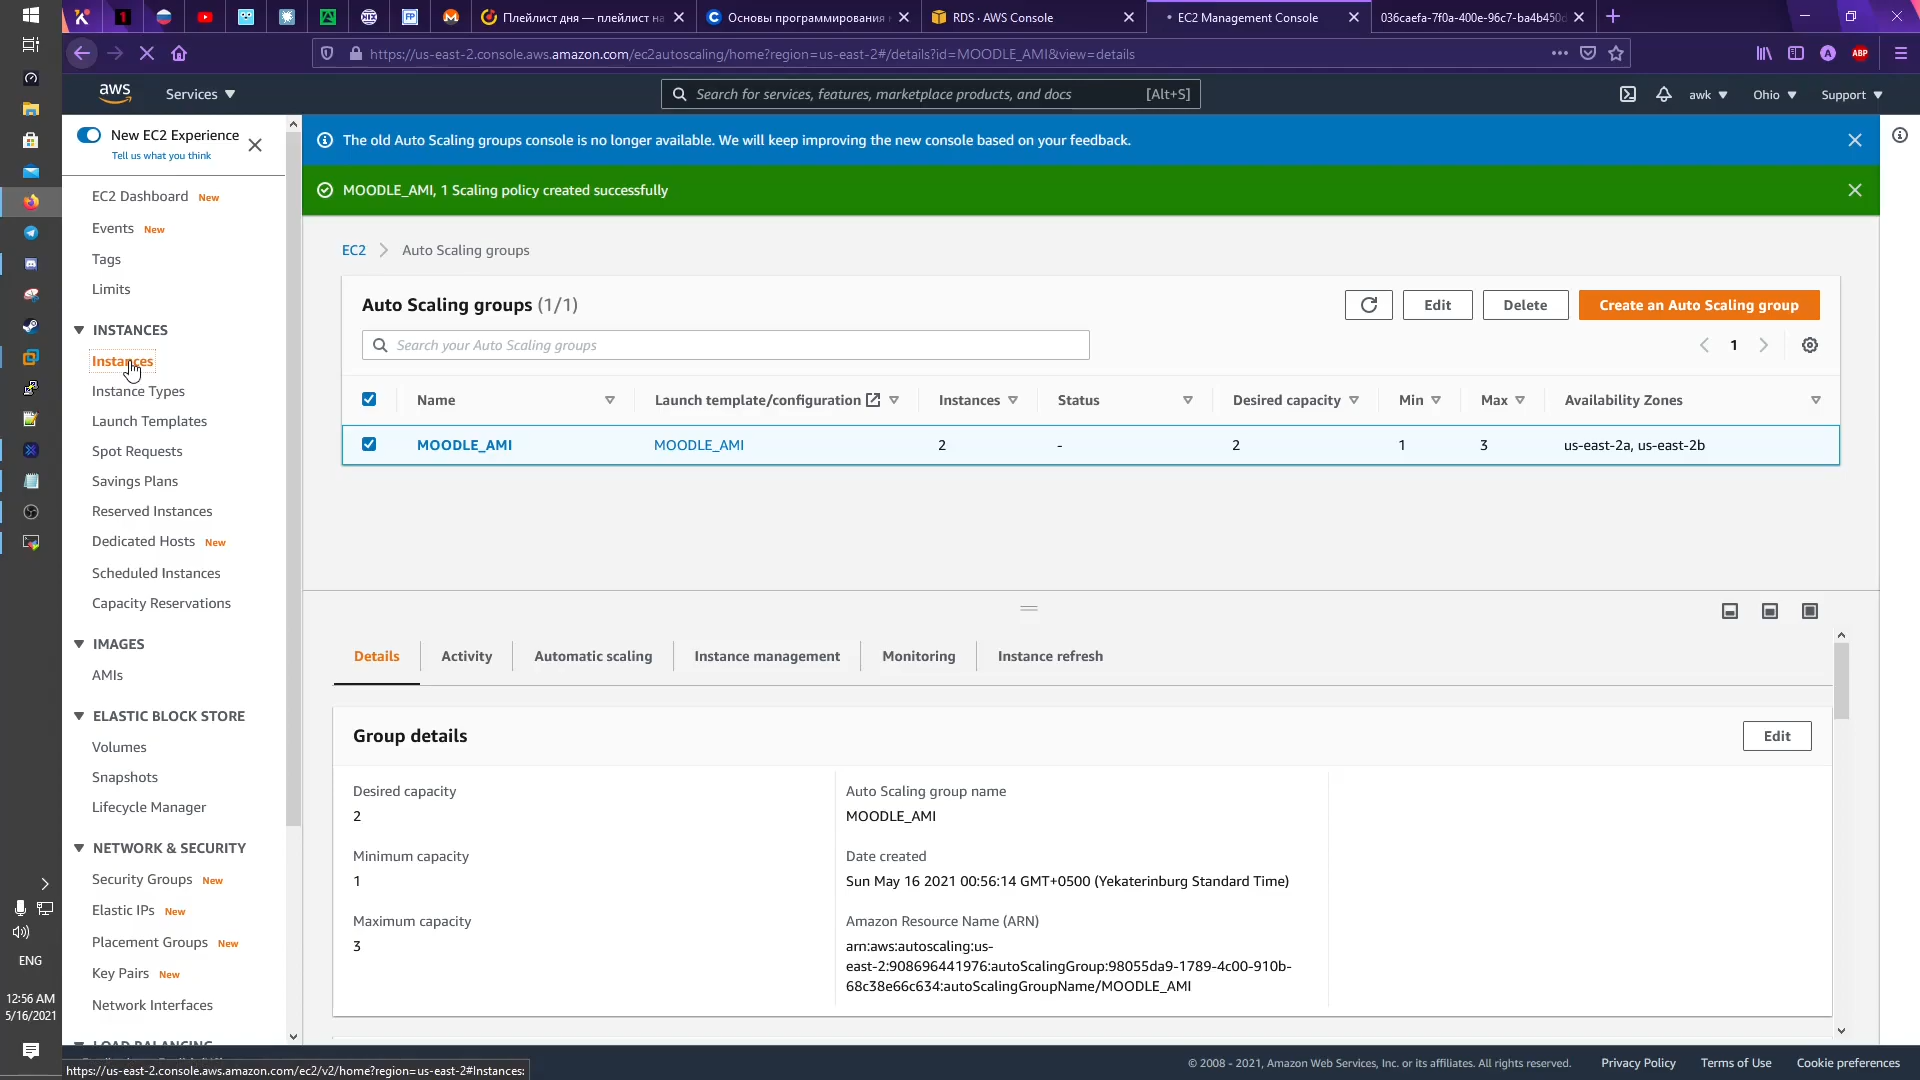 Плейлист дня — плейлист на
Основы программирования
RDS · AWS Console
EC2 Management Console
036caefa-7f0a-400e-96c7-ba4b450d
https://us-east-2.console.aws.amazon.com/ec2autoscaling/home?region=us-east-2#/details?id=MOODLE_AMI&view=details
ABP
aws
Services
Search for services, features, marketplace products, and docs
[Alt+S]
awk
Ohio
Support
New EC2 Experience
Tell us what you think
EC2 Dashboard New
Events New
Tags
Limits
INSTANCES
Instances
Instance Types
Launch Templates
Spot Requests
Savings Plans
Reserved Instances
Dedicated Hosts New
Scheduled Instances
Capacity Reservations
IMAGES
AMIs
ELASTIC BLOCK STORE
Volumes
Snapshots
Lifecycle Manager
NETWORK & SECURITY
Security Groups New
Elastic IPs New
Placement Groups New
Key Pairs New
Network Interfaces
LOAD BALANCING
The old Auto Scaling groups console is no longer available. We will keep improving the new console based on your feedback.
MOODLE_AMI, 1 Scaling policy created successfully
EC2 Auto Scaling groups
Auto Scaling groups (1/1)
Edit
Delete
Create an Auto Scaling group
Search your Auto Scaling groups
1
Name Launch template/configuration Instances Status Desired capacity Min Max Availability Zones
MOODLE_AMI MOODLE_AMI 2 - 2 1 3 us-east-2a, us-east-2b
Details Activity Automatic scaling Instance management Monitoring Instance refresh
Group details
Edit
Desired capacity
2
Minimum capacity
1
Maximum capacity
3
Auto Scaling group name
MOODLE_AMI
Date created
Sun May 16 2021 00:56:14 GMT+0500 (Yekaterinburg Standard Time)
Amazon Resource Name (ARN)
arn:aws:autoscaling:us-
east-2:908696441976:autoScalingGroup:98055da9-1789-4c00-910b-
68c38e66c634:autoScalingGroupName/MOODLE_AMI
ENG
12:56 AM
5/16/2021
https://us-east-2.console.aws.amazon.com/ec2/v2/home?region=us-east-2#Instances:
© 2008 - 2021, Amazon Web Services, Inc. or its affiliates. All rights reserved.
Privacy Policy
Terms of Use
Cookie preferences